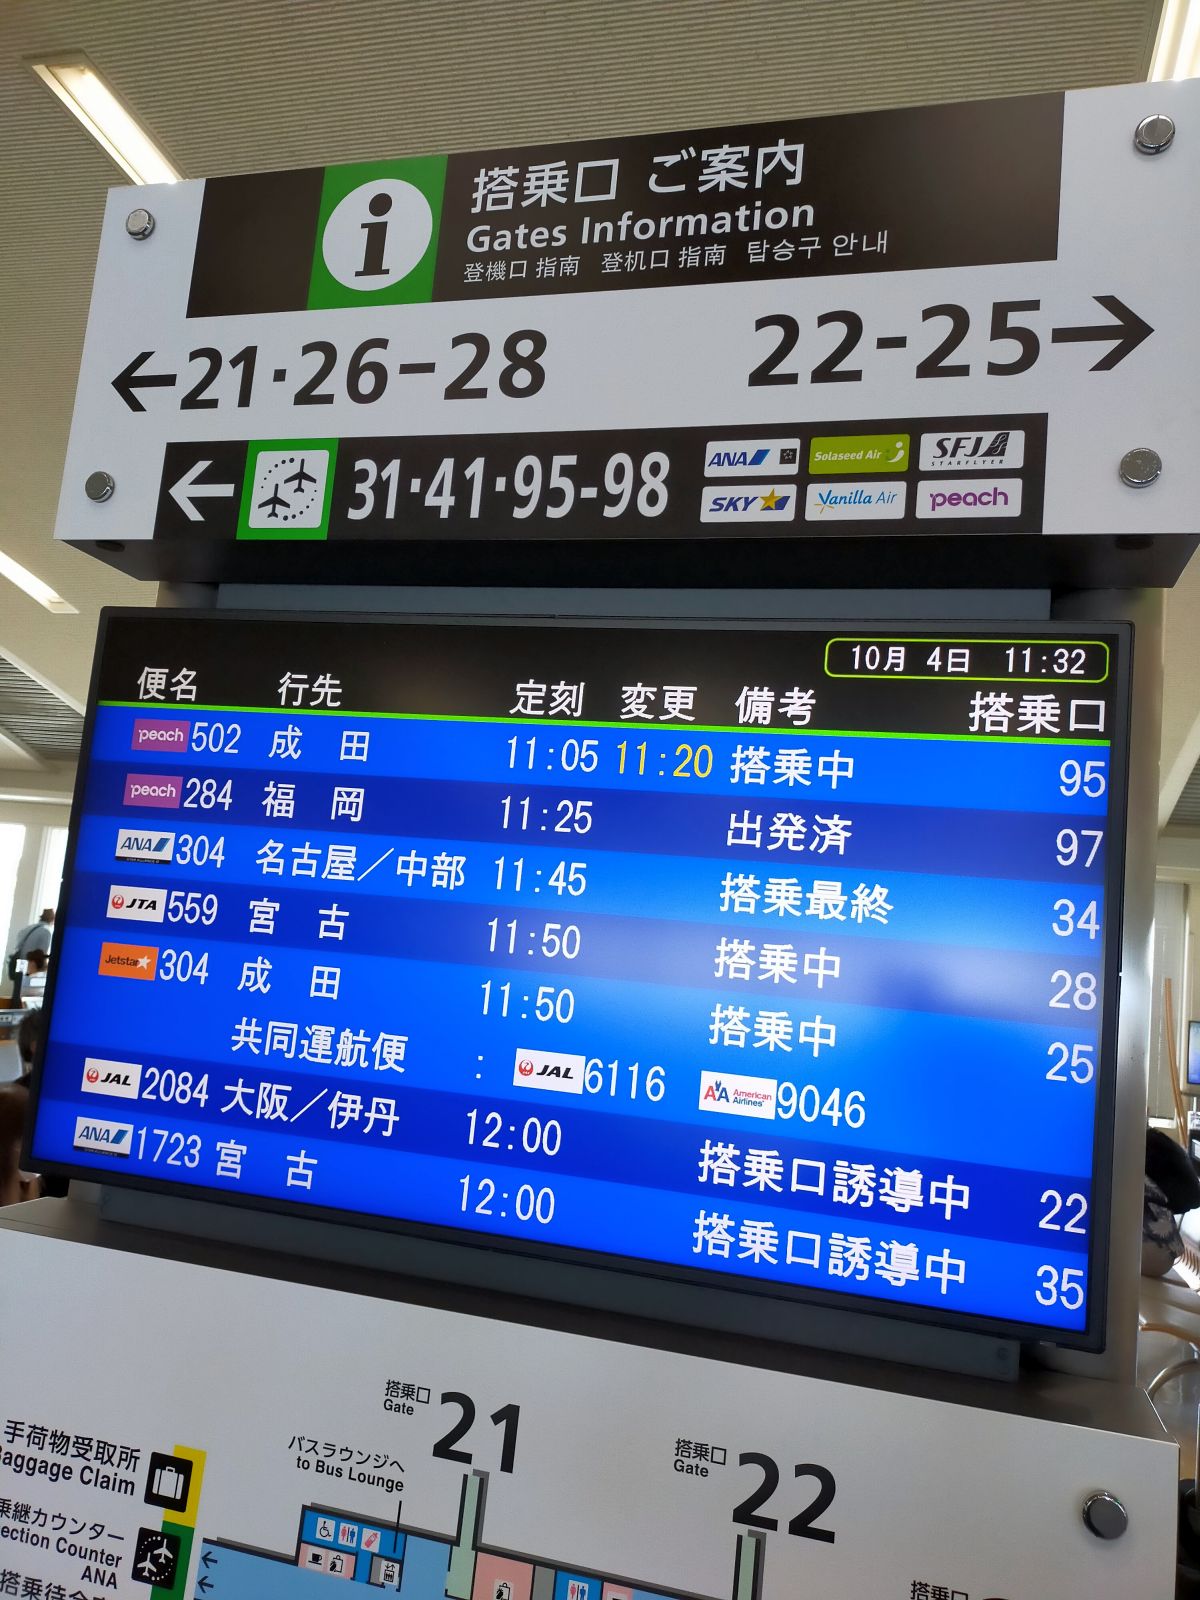 搭乗口 ご案内
Gates Information
登機口 指南 登机口 指南 탑승구 안내
←21·26-28 22-25→
←31·41·95-98
ANA Solaseed Air SFJ STARFLYER
SKY Vanilla Air peach
10月 4日 11:32
便名 行先 定刻 変更 備考 搭乗口
peach 502 成 田 11:05 11:20 搭乗中 95
peach 284 福 岡 11:25 出発済 97
ANA 304 名古屋／中部 11:45 搭乗最終 34
JTA 559 宮 古 11:50 搭乗中 28
Jetstar 304 成 田 11:50 搭乗中 25
共同運航便 : JAL 6116 American Airlines 9046
JAL 2084 大阪／伊丹 12:00 搭乗口誘導中 22
ANA 1723 宮 古 12:00 搭乗口誘導中 35
搭乗口 Gate 21
搭乗口 Gate 22
バスラウンジへ
to Bus Lounge
手荷物受取所
Baggage Claim
乗継カウンター
ection Counter
ANA
搭乗待合
搭乗口